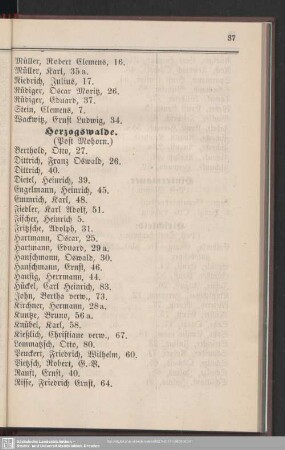 37
Müller, Robert Clemens, 16.
Müller, Karl, 35a.
Niedrich, Julius, 17.
Rüdiger, Oscar Moritz, 26.
Rüdiger, Eduard, 37.
Stein, Clemens, 7.
Wackwitz, Ernst Ludwig, 34.
Herzogswalde.
(Post Mohorn.)
Berthold, Otto, 27.
Dittrich, Franz Oswald, 26.
Dittrich, 40.
Dietel, Heinrich, 39.
Engelmann, Heinrich, 45.
Emmrich, Karl, 48.
Fiedler, Karl Adolf, 51.
Fischer, Heinrich 5.
Fritzsche, Adolph, 31.
Hartmann, Oscar, 25.
Hartmann, Eduard, 29a.
Hauschmann, Oswald, 30.
Hauschmann, Ernst, 46.
Haufig, Herrmann, 44.
Hückel, Carl Heinrich, 83.
John, Bertha verw., 73.
Kirchner, Hermann, 28a.
Kuntze, Bruno, 56a.
Knübel, Karl, 58.
Kießlich, Christiane verw., 67.
Lommatzsch, Otto, 80.
Penckert, Friedrich, Wilhelm, 60.
Pietzsch, Robert, G.-V.
Ranft, Ernst, 40.
Risse, Friedrich Ernst, 64.